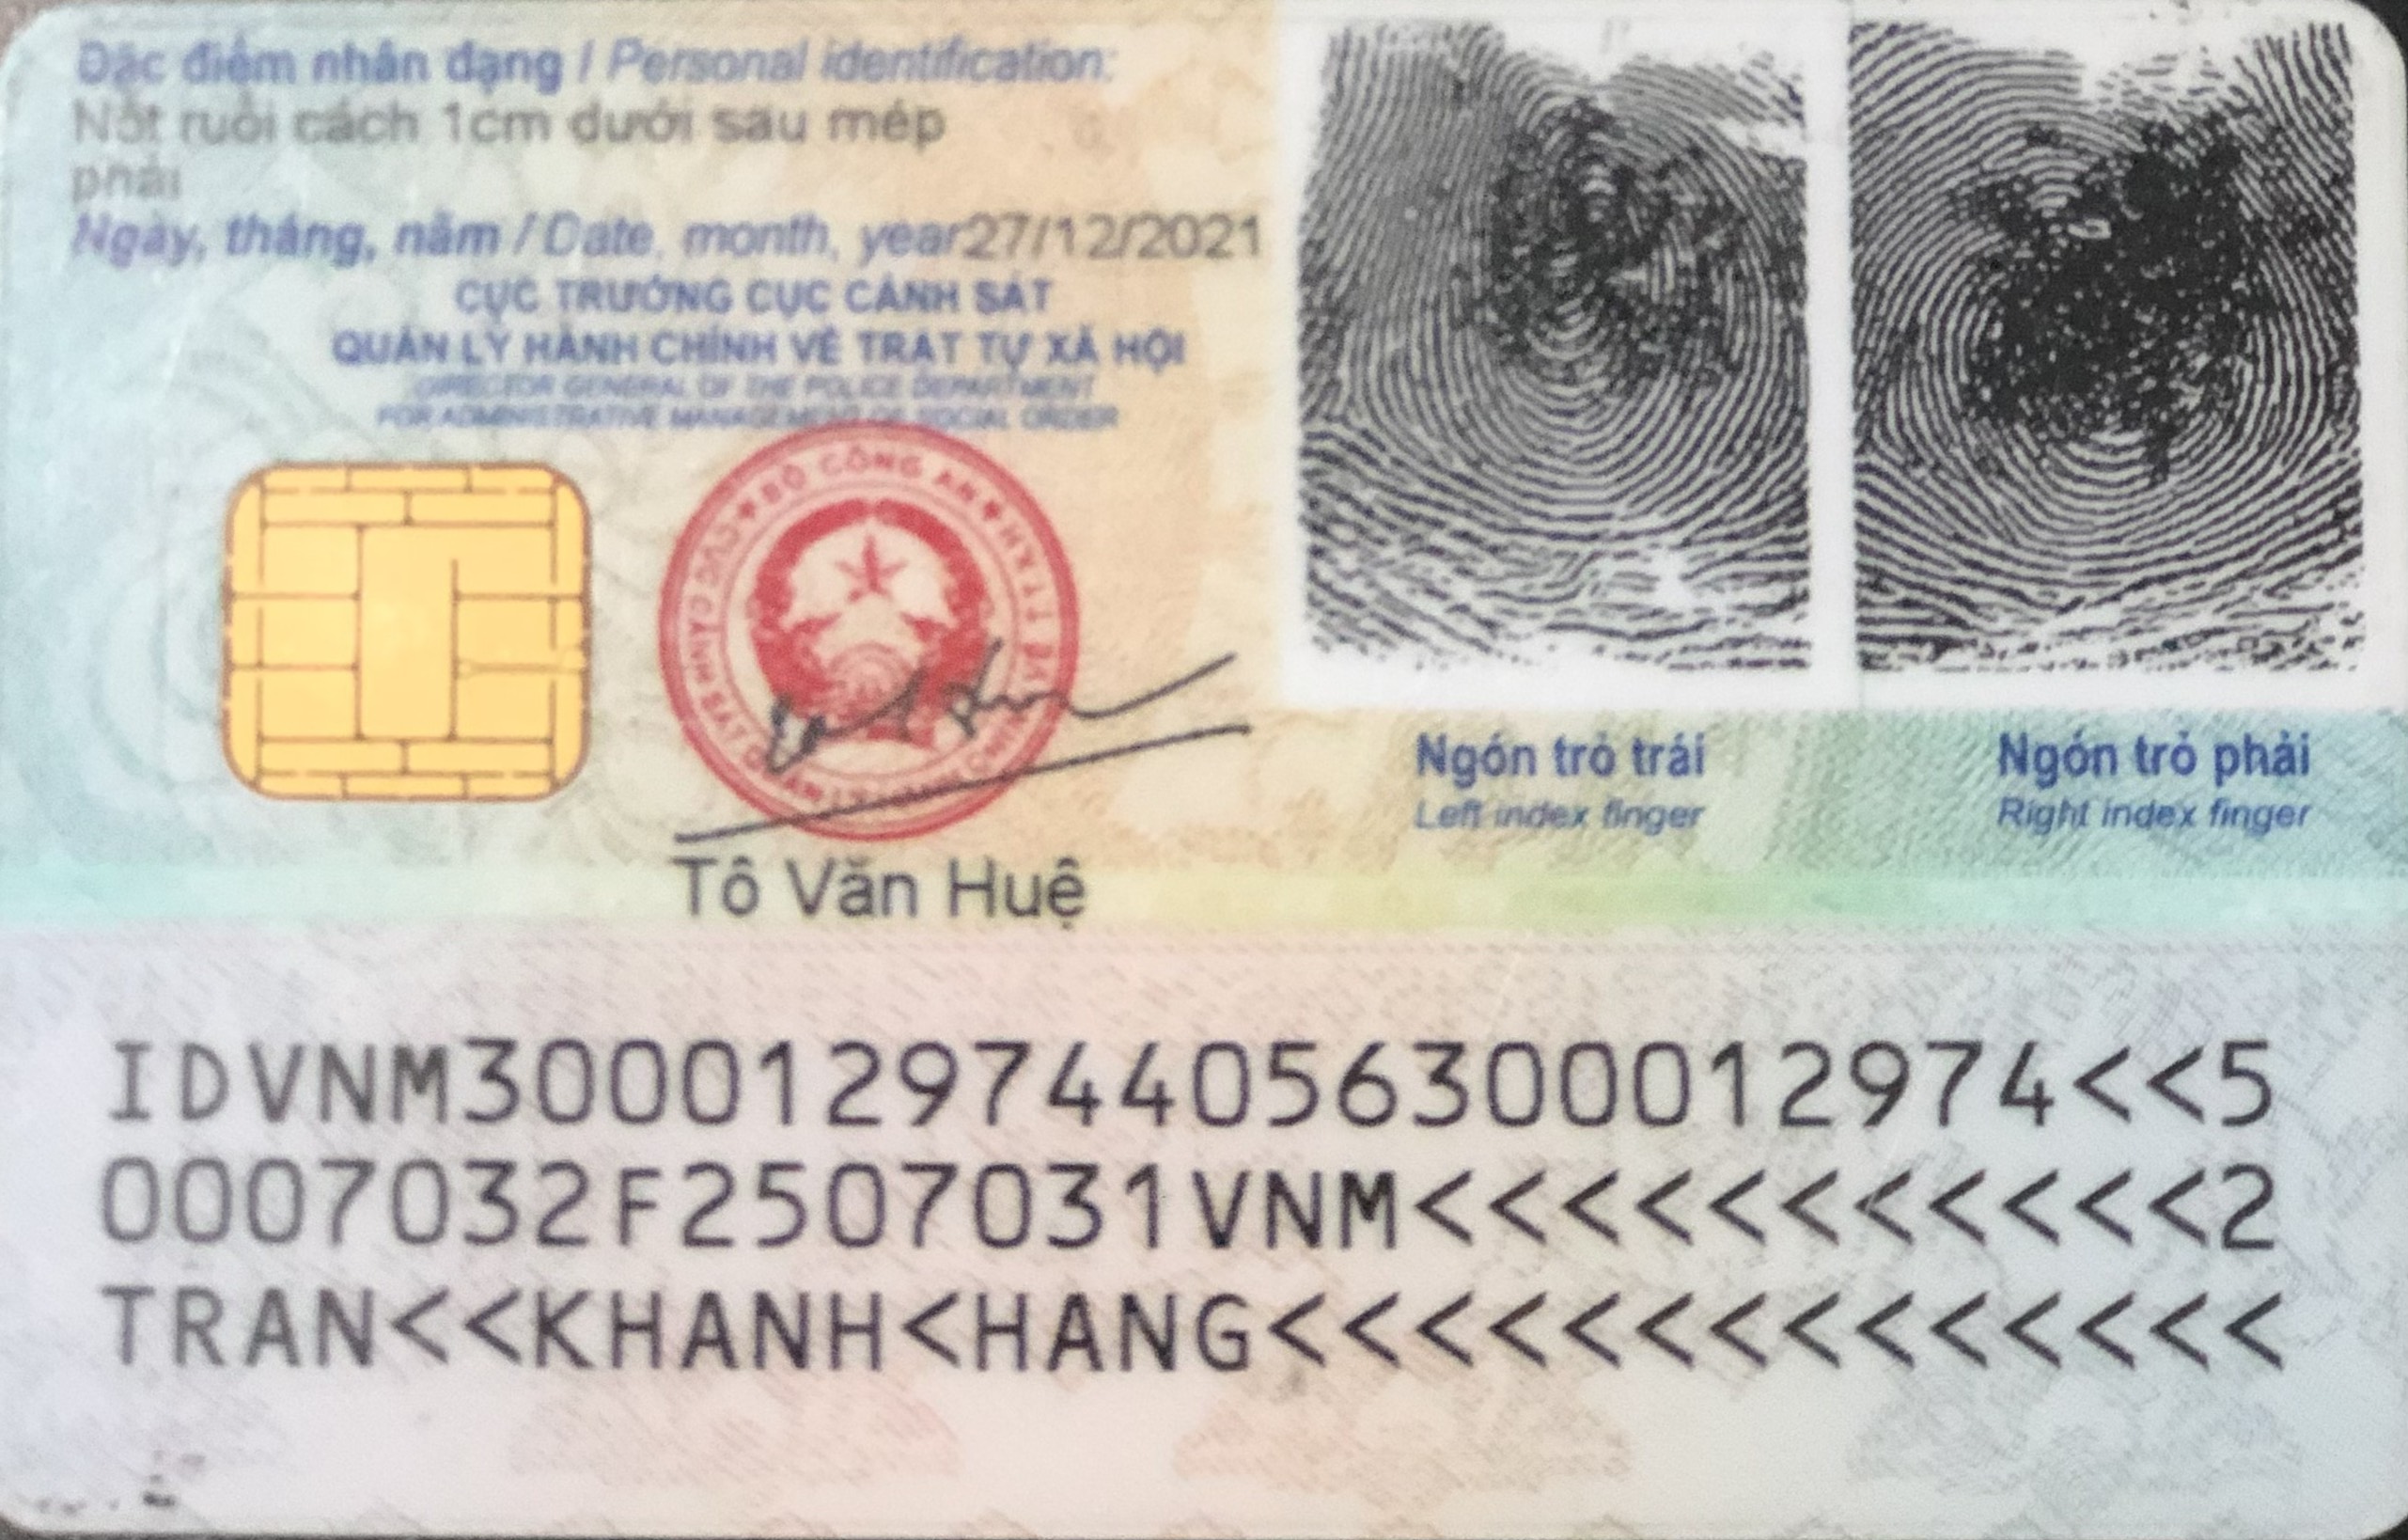 Đặc điểm nhân dạng / Personal identification:
Nốt ruồi cách 1cm dưới sau mép
phải
Ngày, tháng, năm / Date, month, year27/12/2021
CỤC TRƯỞNG CỤC CẢNH SÁT
QUẢN LÝ HÀNH CHÍNH VỀ TRẬT TỰ XÃ HỘI
DIRECTOR GENERAL OF THE POLICE DEPARTMENT
FOR ADMINISTRATIVE MANAGEMENT OF SOCIAL ORDER
BỘ CÔNG AN
Tô Văn Huệ
Ngón trỏ trái
Left index finger
Ngón trỏ phải
Right index finger
IDVNM3000129744056300012974<<5
0007032F2507031VNM<<<<<<<<<<<2
TRAN<<KHANH<HANG<<<<<<<<<<<<<<